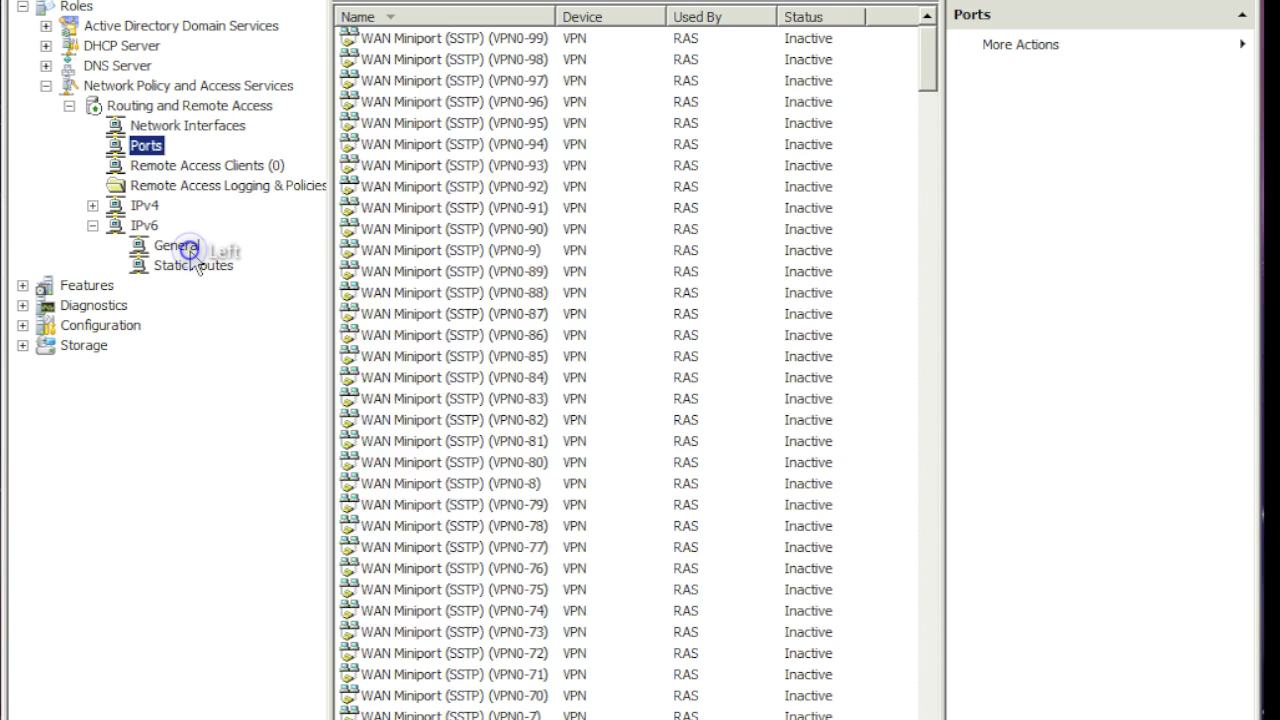 Roles
Active Directory Domain Services
DHCP Server
DNS Server
Network Policy and Access Services
Routing and Remote Access
Network Interfaces
Ports
Remote Access Clients (0)
Remote Access Logging & Policies
IPv4
IPv6
General
Left
Static Routes
Features
Diagnostics
Configuration
Storage
Name Device Used By Status
WAN Miniport (SSTP) (VPN0-99) VPN RAS Inactive
WAN Miniport (SSTP) (VPN0-98) VPN RAS Inactive
WAN Miniport (SSTP) (VPN0-97) VPN RAS Inactive
WAN Miniport (SSTP) (VPN0-96) VPN RAS Inactive
WAN Miniport (SSTP) (VPN0-95) VPN RAS Inactive
WAN Miniport (SSTP) (VPN0-94) VPN RAS Inactive
WAN Miniport (SSTP) (VPN0-93) VPN RAS Inactive
WAN Miniport (SSTP) (VPN0-92) VPN RAS Inactive
WAN Miniport (SSTP) (VPN0-91) VPN RAS Inactive
WAN Miniport (SSTP) (VPN0-90) VPN RAS Inactive
WAN Miniport (SSTP) (VPN0-9) VPN RAS Inactive
WAN Miniport (SSTP) (VPN0-89) VPN RAS Inactive
WAN Miniport (SSTP) (VPN0-88) VPN RAS Inactive
WAN Miniport (SSTP) (VPN0-87) VPN RAS Inactive
WAN Miniport (SSTP) (VPN0-86) VPN RAS Inactive
WAN Miniport (SSTP) (VPN0-85) VPN RAS Inactive
WAN Miniport (SSTP) (VPN0-84) VPN RAS Inactive
WAN Miniport (SSTP) (VPN0-83) VPN RAS Inactive
WAN Miniport (SSTP) (VPN0-82) VPN RAS Inactive
WAN Miniport (SSTP) (VPN0-81) VPN RAS Inactive
WAN Miniport (SSTP) (VPN0-80) VPN RAS Inactive
WAN Miniport (SSTP) (VPN0-8) VPN RAS Inactive
WAN Miniport (SSTP) (VPN0-79) VPN RAS Inactive
WAN Miniport (SSTP) (VPN0-78) VPN RAS Inactive
WAN Miniport (SSTP) (VPN0-77) VPN RAS Inactive
WAN Miniport (SSTP) (VPN0-76) VPN RAS Inactive
WAN Miniport (SSTP) (VPN0-75) VPN RAS Inactive
WAN Miniport (SSTP) (VPN0-74) VPN RAS Inactive
WAN Miniport (SSTP) (VPN0-73) VPN RAS Inactive
WAN Miniport (SSTP) (VPN0-72) VPN RAS Inactive
WAN Miniport (SSTP) (VPN0-71) VPN RAS Inactive
WAN Miniport (SSTP) (VPN0-70) VPN RAS Inactive
WAN Miniport (SSTP) (VPN0-7) VPN RAS Inactive
Ports
More Actions